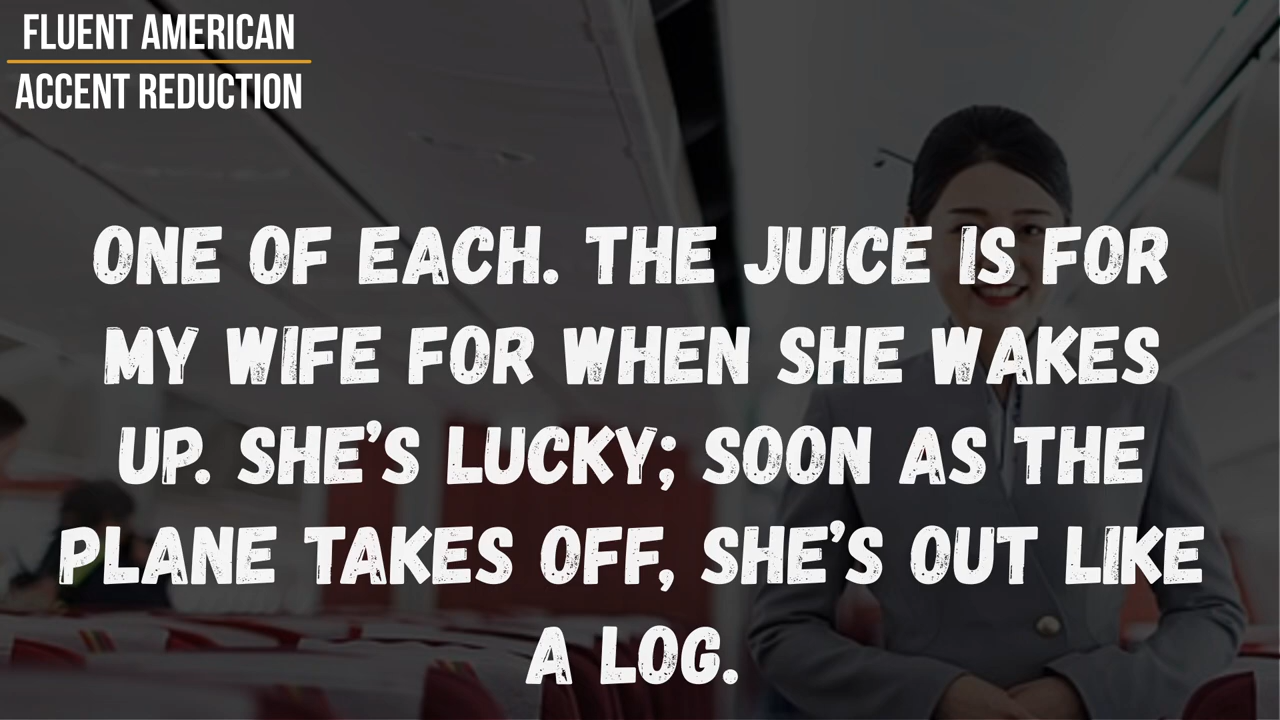 FLUENT AMERICAN
ACCENT REDUCTION
ONE OF EACH. THE JUICE IS FOR
MY WIFE FOR WHEN SHE WAKES
UP. SHE’S LUCKY; SOON AS THE
PLANE TAKES OFF, SHE’S OUT LIKE
A LOG.